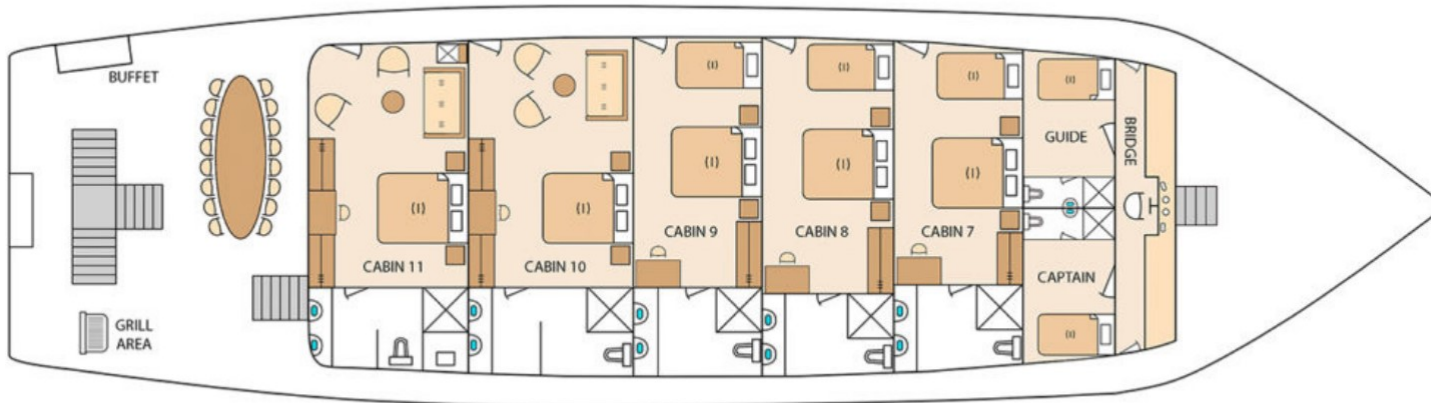 BUFFET
GRILL
AREA
CABIN 11
CABIN 10
CABIN 9
CABIN 8
CABIN 7
GUIDE
CAPTAIN
BRIDGE